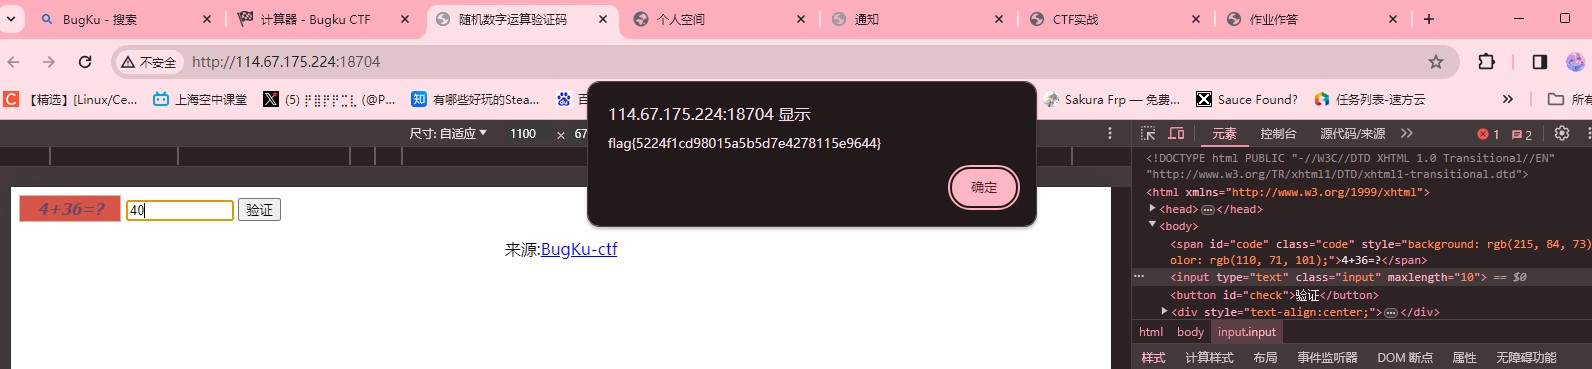 BugKu - 搜索
计算器 - Bugku CTF
随机数字运算验证码
个人空间
通知
CTF实战
作业作答
不安全
http://114.67.175.224:18704
【精选】[Linux/Ce...
上海空中课堂
有哪些好玩的Stea...
Sakura Frp — 免费...
Sauce Found?
任务列表-速方云
所有
114.67.175.224:18704 显示
flag{5224f1cd98015a5b5d7e4278115e9644}
确定
尺寸: 自适应 1100 × 67
元素 控制台 源代码/来源
1 2
4+36=? 40 验证
来源:BugKu-ctf
<!DOCTYPE html PUBLIC "-//W3C//DTD XHTML 1.0 Transitional//EN"
"http://www.w3.org/TR/xhtml1/DTD/xhtml1-transitional.dtd">
<html xmlns="http://www.w3.org/1999/xhtml">
<head> </head>
<body>
<span id="code" class="code" style="background: rgb(215, 84, 73)
olor: rgb(110, 71, 101);">4+36=?</span>
<input type="text" class="input" maxlength="10"> == $0
<button id="check">验证</button>
<div style="text-align:center;"> </div>
html body input.input
样式 计算样式 布局 事件监听器 DOM 断点 属性 无障碍功能